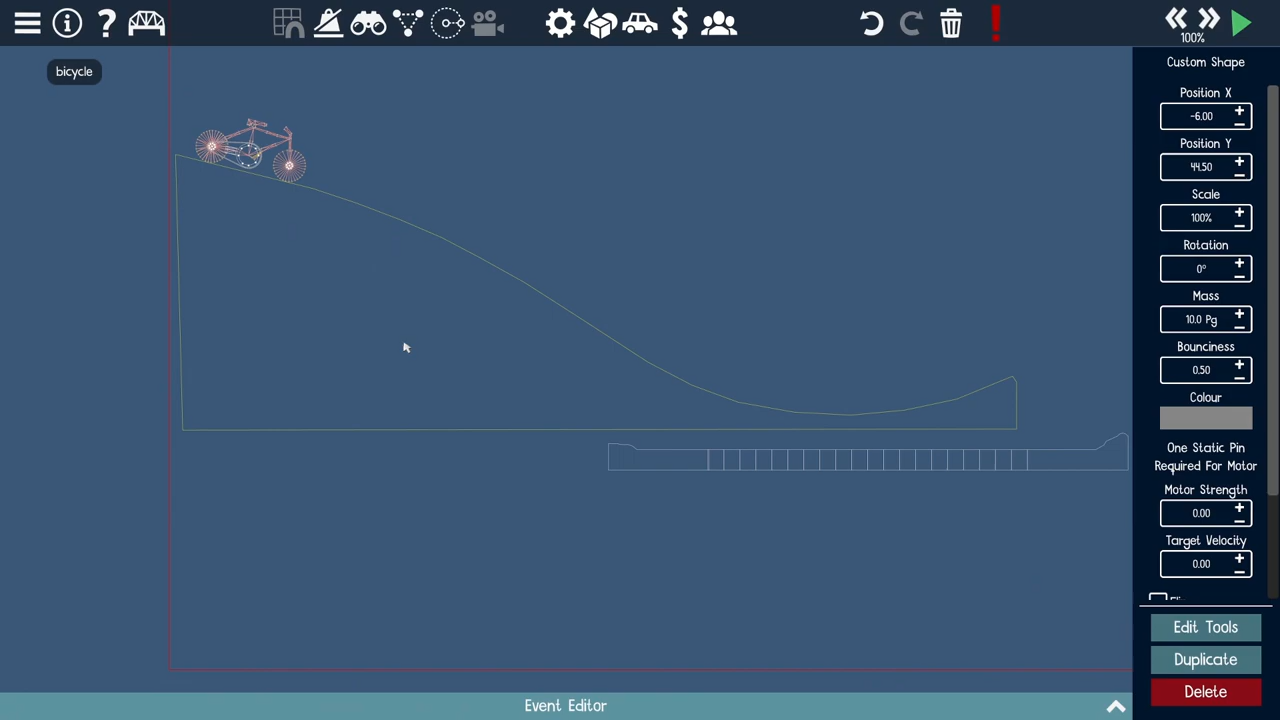 100%
bicycle
Custom Shape
Position X
-6.00
Position Y
44.50
Scale
100%
Rotation
0°
Mass
10.0 Pg
Bounciness
0.50
Colour
One Static Pin
Required For Motor
Motor Strength
0.00
Target Velocity
0.00
Edit Tools
Duplicate
Delete
Event Editor